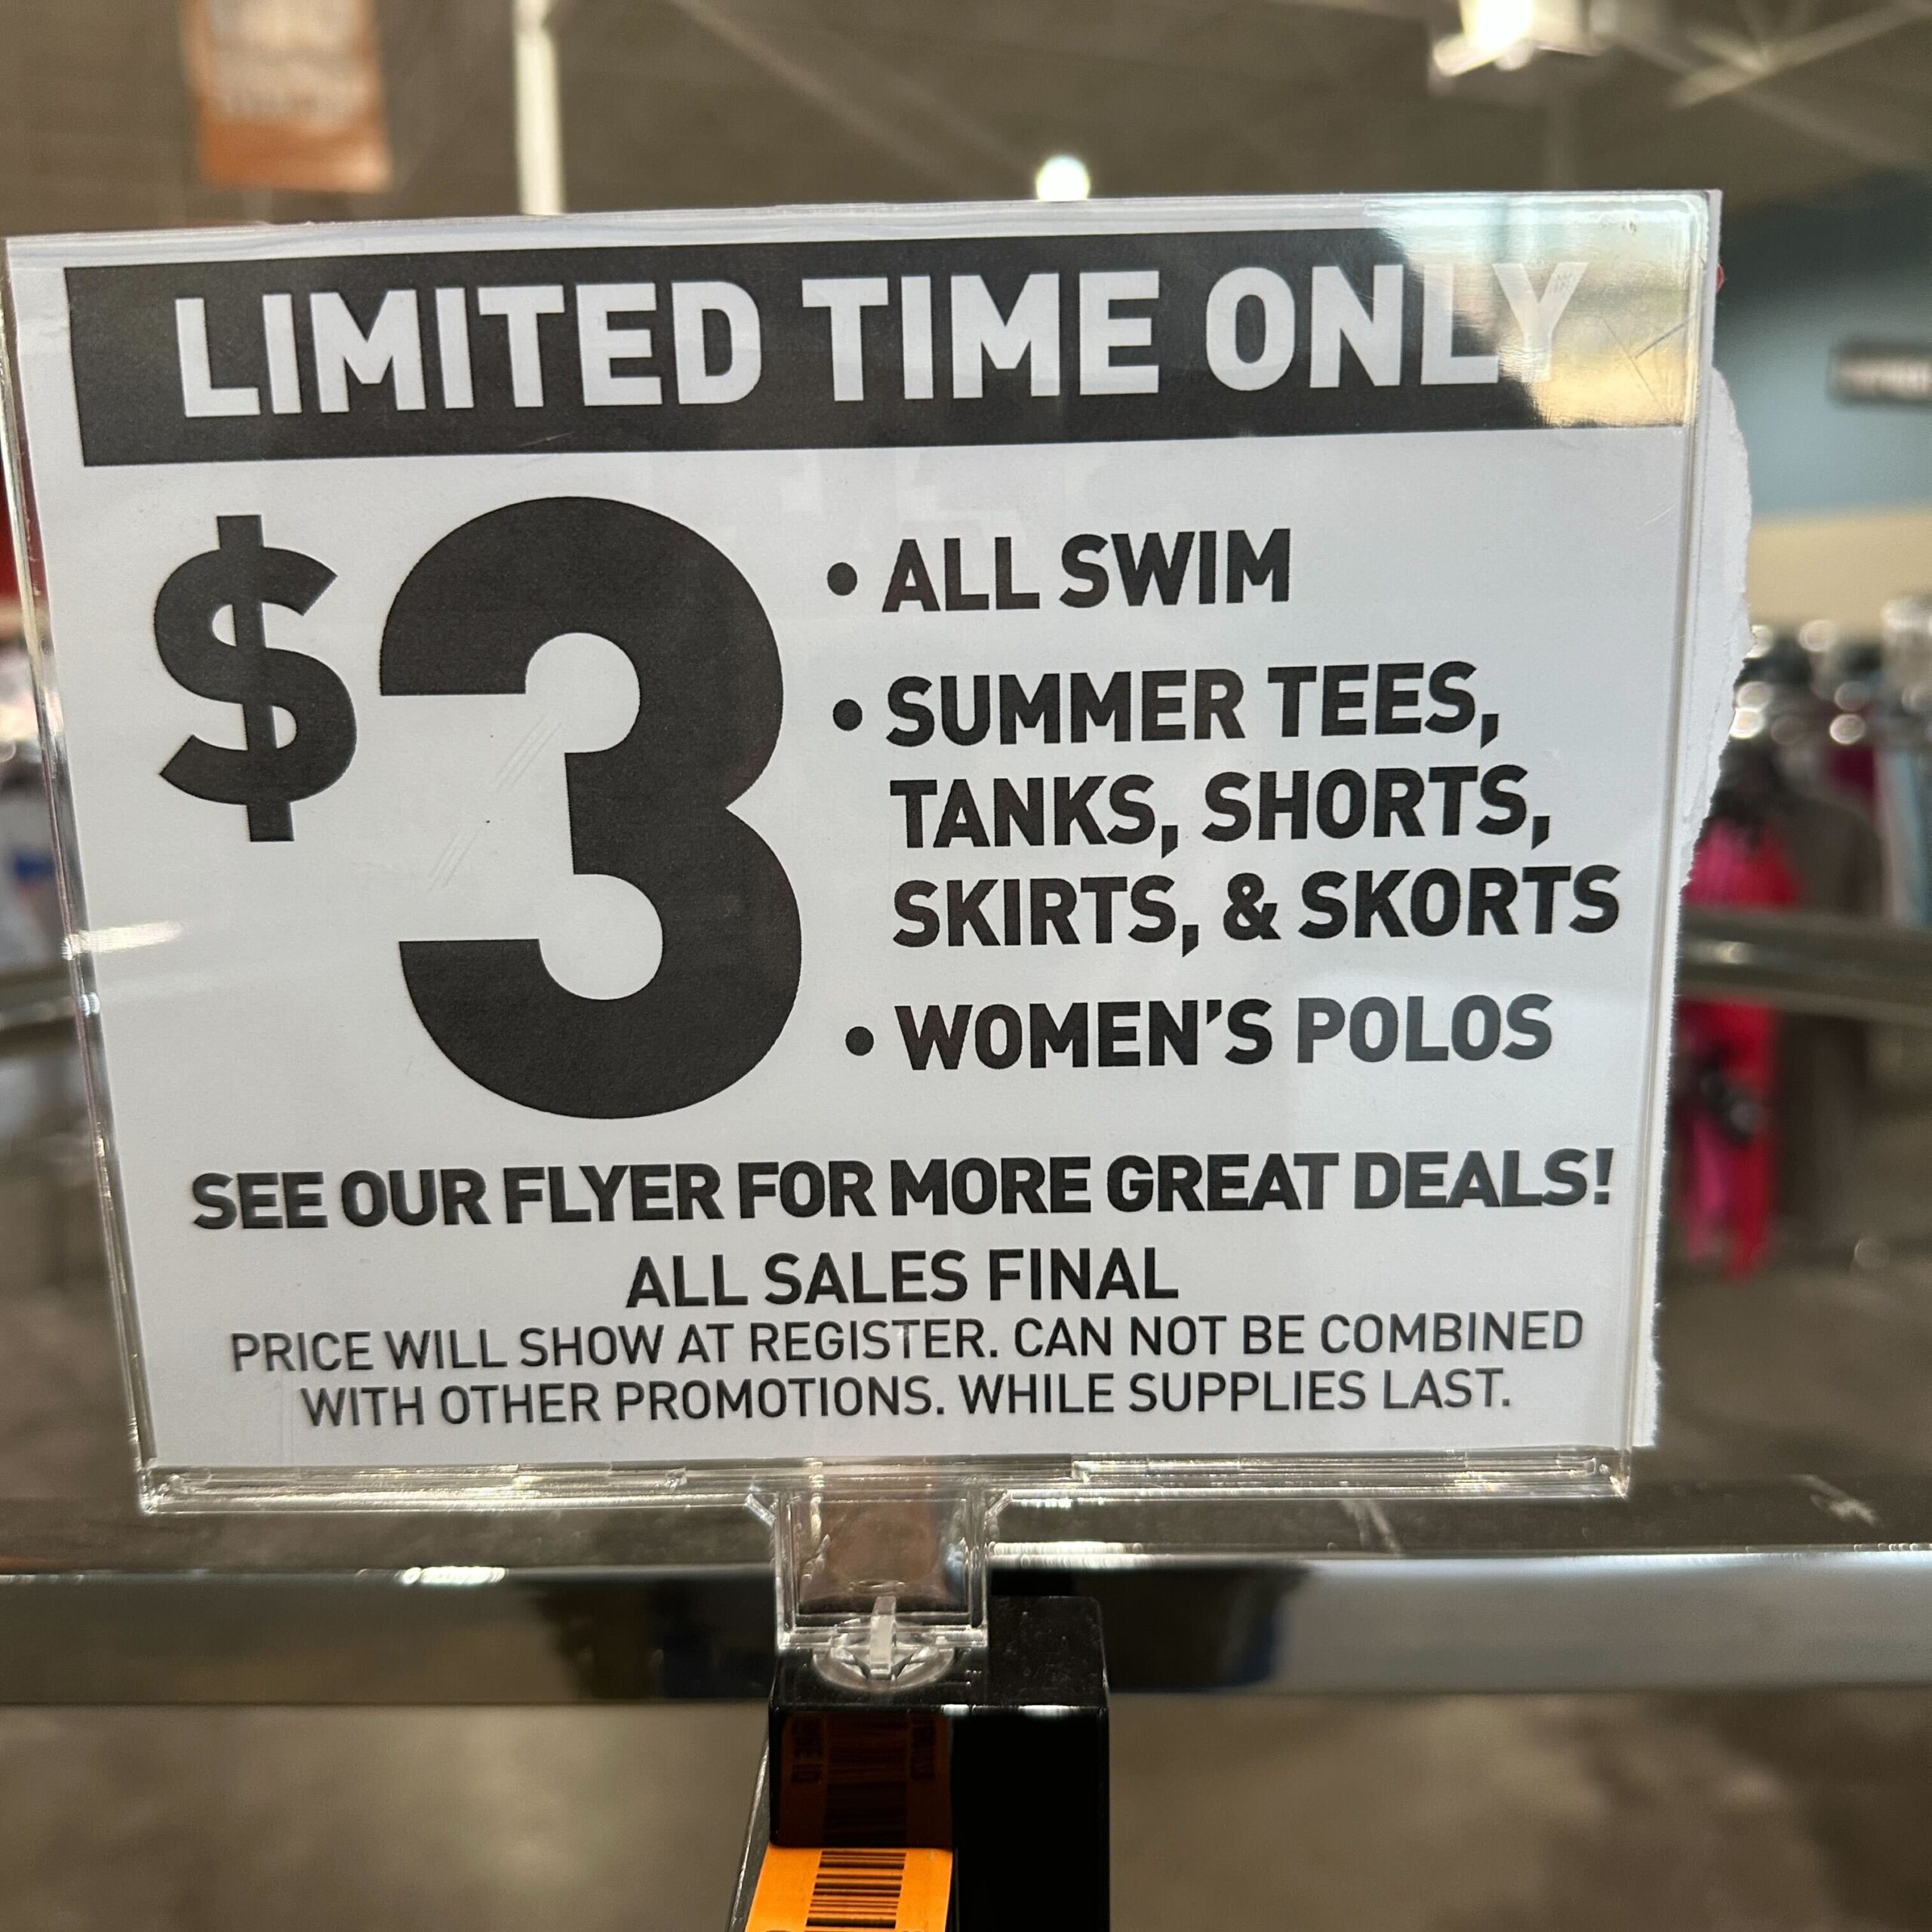 LIMITED TIME ONLY
$3
• ALL SWIM
• SUMMER TEES,
TANKS, SHORTS,
SKIRTS, & SKORTS
• WOMEN'S POLOS
SEE OUR FLYER FOR MORE GREAT DEALS!
ALL SALES FINAL
PRICE WILL SHOW AT REGISTER. CAN NOT BE COMBINED
WITH OTHER PROMOTIONS. WHILE SUPPLIES LAST.